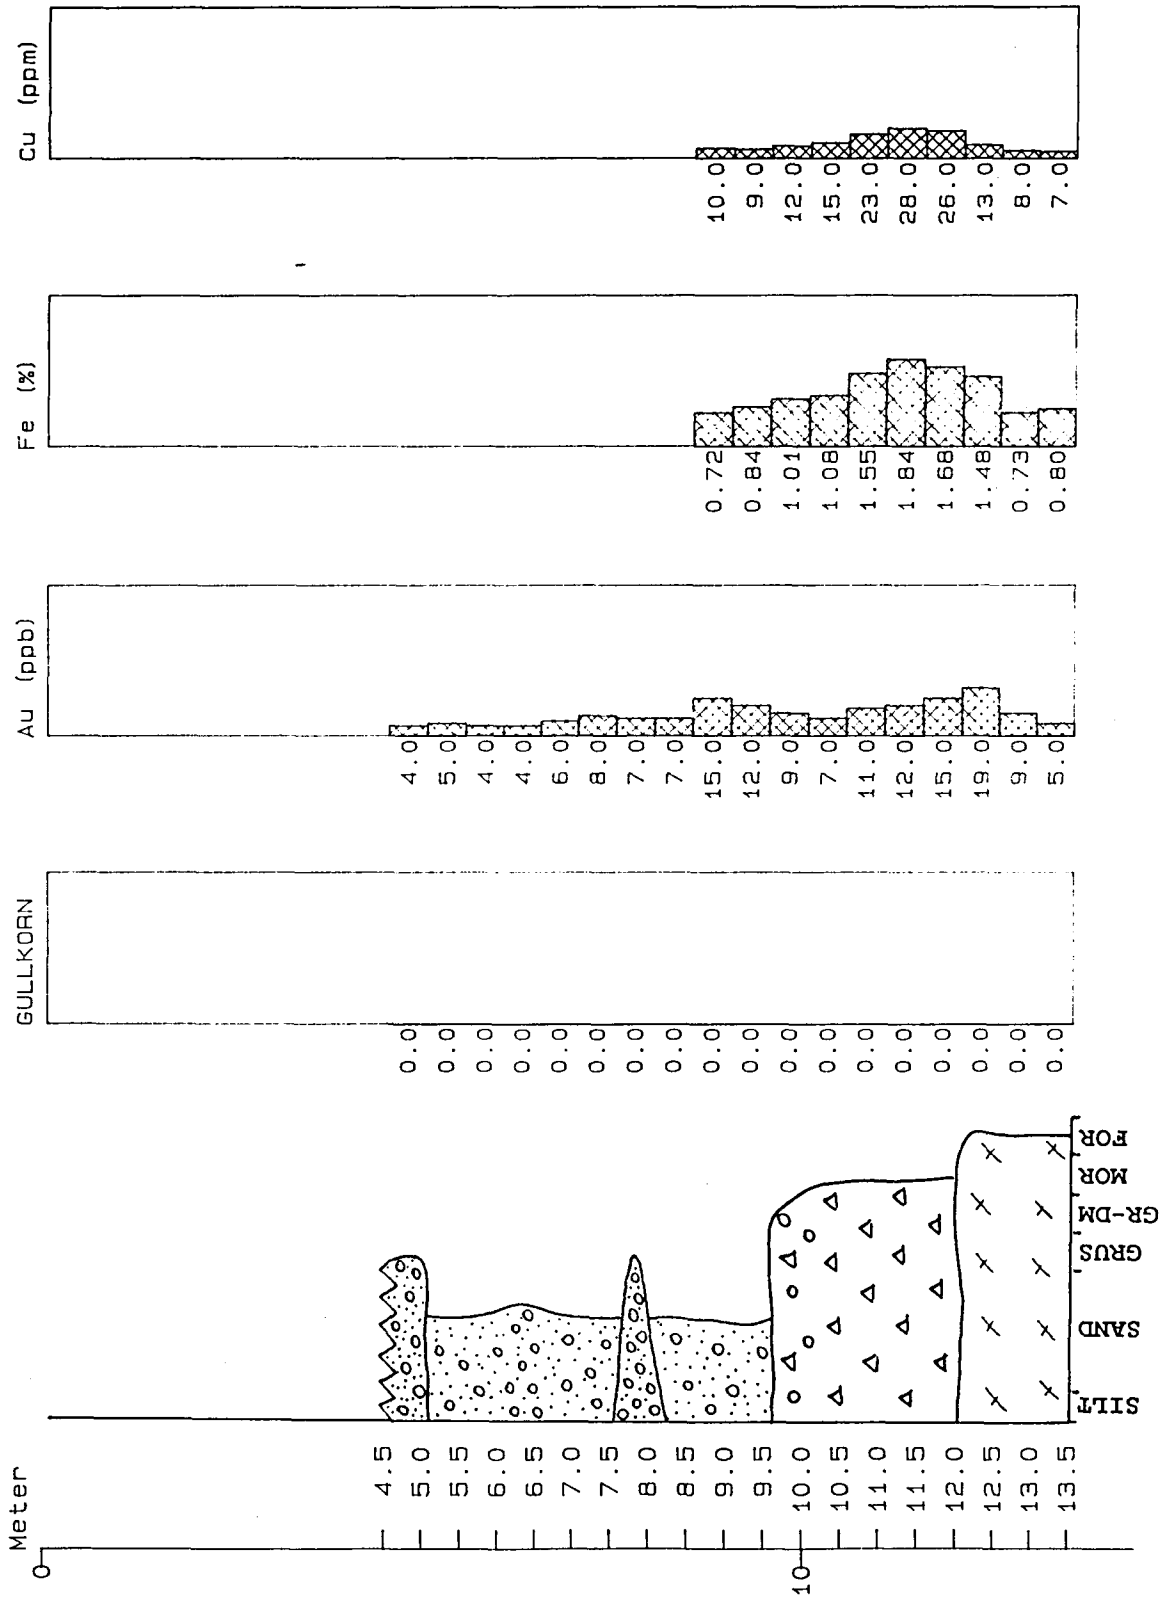 Meter GULLKORN Au (ppb) Fe (%) Cu (ppm)
0
4.5
0.0 4.0
5.0
0.0 5.0
5.5
0.0 4.0
6.0
0.0 4.0
6.5
0.0 6.0
7.0
0.0 8.0
7.5
0.0 7.0
8.0
0.0 7.0
8.5
0.0 15.0 0.72 10.0
9.0
0.0 12.0 0.84 9.0
9.5
0.0 9.0 1.01 12.0
10 10.0
0.0 7.0 1.08 15.0
10.5
0.0 11.0 1.55 23.0
11.0
0.0 12.0 1.84 28.0
11.5
0.0 15.0 1.68 26.0
12.0
0.0 19.0 1.48 13.0
12.5
0.0 9.0 0.73 8.0
13.0
0.0 5.0 0.80 7.0
13.5
SILT SAND GRUS GR-DM MOR FOR